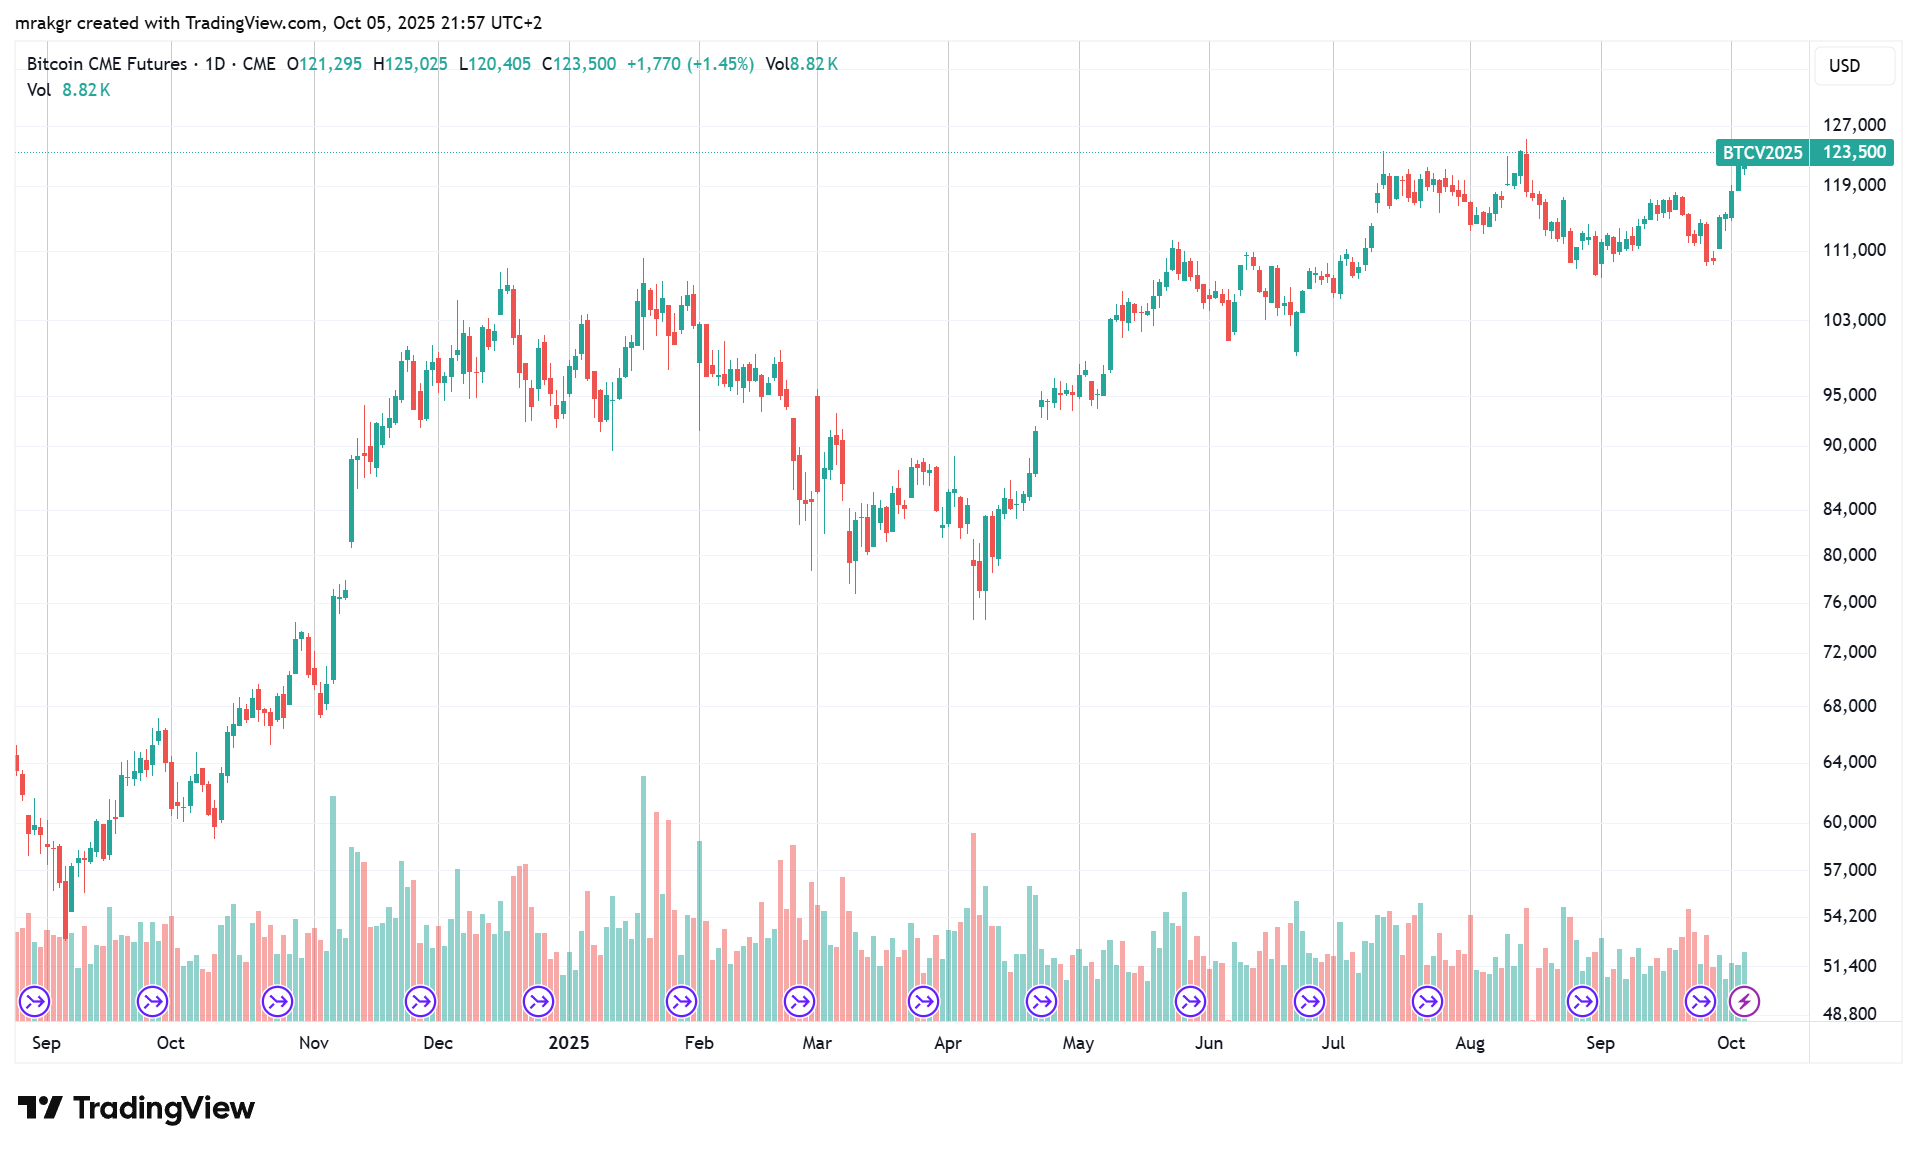 mrakgr created with TradingView.com, Oct 05, 2025 21:57 UTC+2
Bitcoin CME Futures · 1D · CME O121,295 H125,025 L120,405 C123,500 +1,770 (+1.45%) Vol8.82 K
USD
Vol 8.82 K
127,000
BTCV2025 123,500
119,000
111,000
103,000
95,000
90,000
84,000
80,000
76,000
72,000
68,000
64,000
60,000
57,000
54,200
51,400
48,800
Sep Oct Nov Dec 2025 Feb Mar Apr May Jun Jul Aug Sep Oct
TradingView